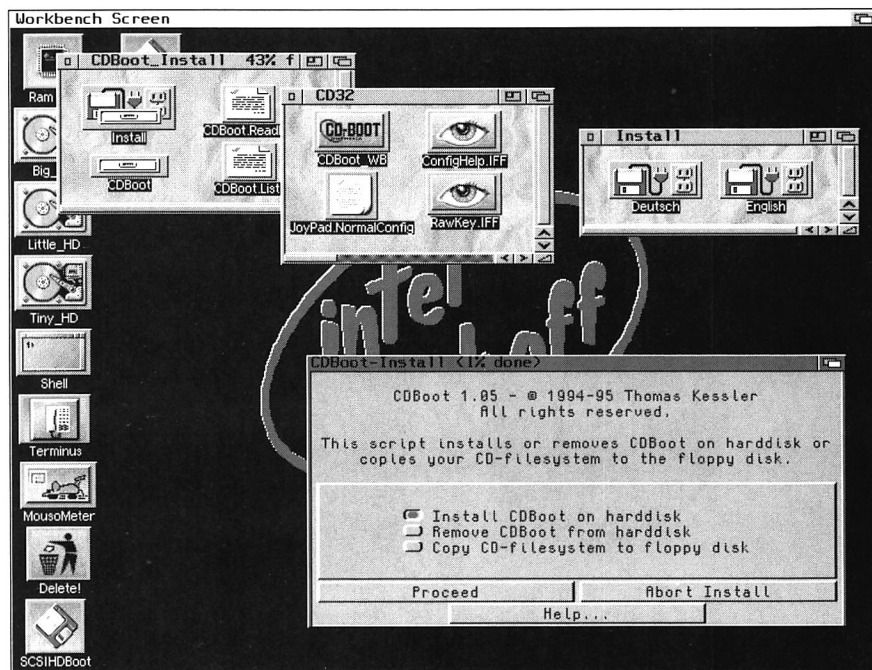 Workbench Screen
CDBoot_Install 43% f
Ram
Big_
Little_HD
Tiny_HD
Shell
Terminus
MousoMeter
Delete!
SCSIHDBoot
Install
CDBoot.Read
CDBoot
CDBoot.List
CD32
CD-BOOT
CDBoot_WB
ConfigHelp.IFF
JoyPad.NormalConfig
RawKey.IFF
Install
Deutsch
English
intel
off
CDBoot-Install (1% done)
CDBoot 1.05 - © 1994-95 Thomas Kessler
All rights reserved.
This script installs or removes CDBoot on harddisk or
copies your CD-filesystem to the floppy disk.
Install CDBoot on harddisk
Remove CDBoot from harddisk
Copy CD-filesystem to floppy disk
Proceed
Abort Install
Help...